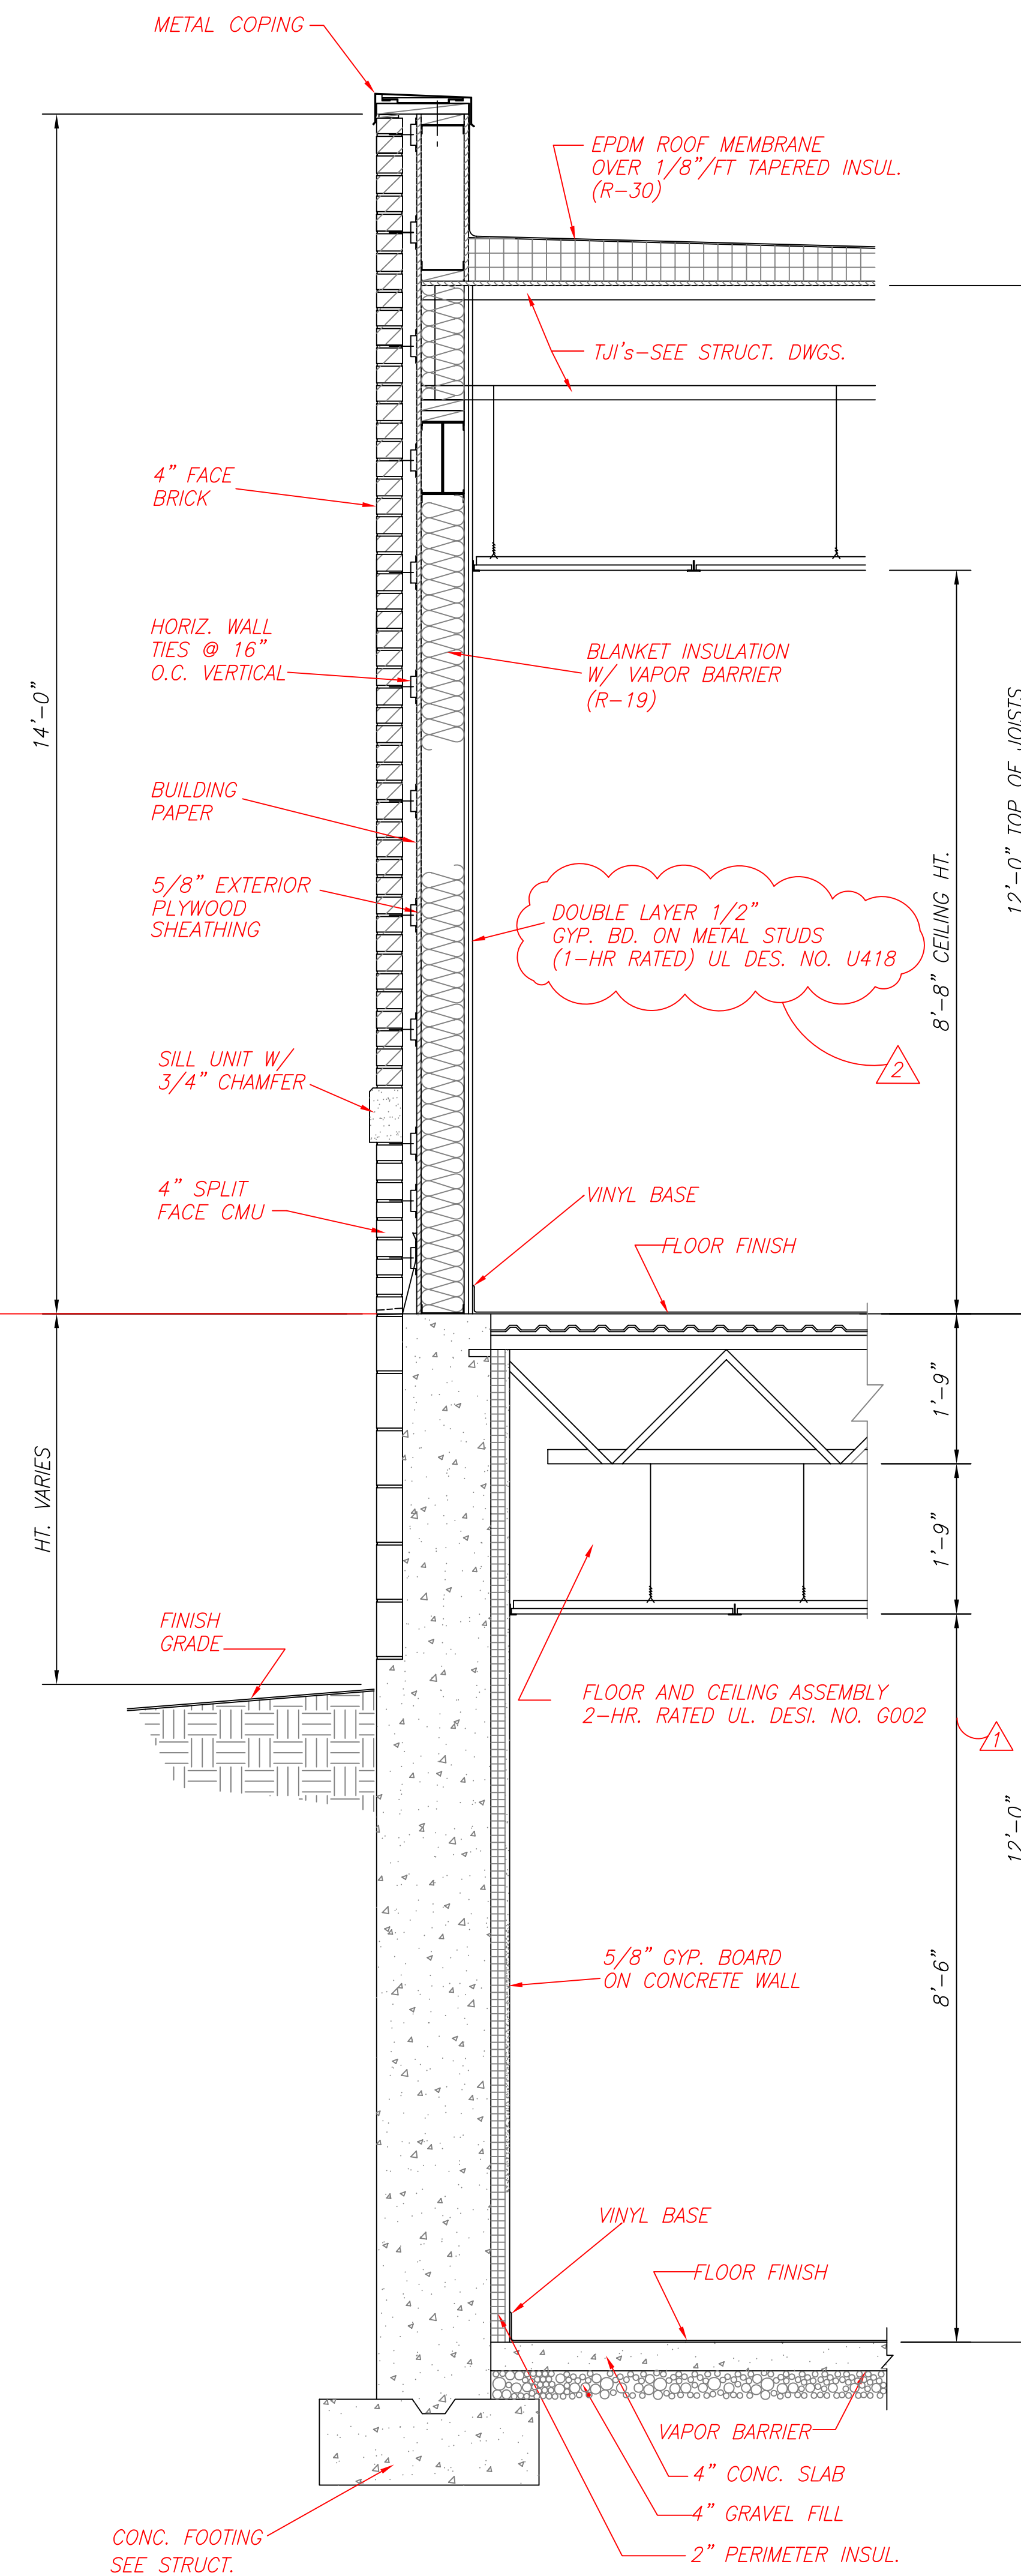 METAL COPING
EPDM ROOF MEMBRANE
OVER 1/8"/FT TAPERED INSUL.
(R-30)
TJI's-SEE STRUCT. DWGS.
4" FACE
BRICK
HORIZ. WALL
TIES @ 16"
O.C. VERTICAL
BLANKET INSULATION
W/ VAPOR BARRIER
(R-19)
14'-0"
12'-0" TOP OF JOISTS
BUILDING
PAPER
5/8" EXTERIOR
PLYWOOD
SHEATHING
DOUBLE LAYER 1/2"
GYP. BD. ON METAL STUDS
(1-HR RATED) UL DES. NO. U418
8'-8" CEILING HT.
2
SILL UNIT W/
3/4" CHAMFER
4" SPLIT
FACE CMU
VINYL BASE
FLOOR FINISH
1'-9"
HT. VARIES
1'-9"
FINISH
GRADE
FLOOR AND CEILING ASSEMBLY
2-HR. RATED UL. DESI. NO. G002
1
12'-0"
5/8" GYP. BOARD
ON CONCRETE WALL
8'-6"
VINYL BASE
FLOOR FINISH
VAPOR BARRIER
4" CONC. SLAB
4" GRAVEL FILL
2" PERIMETER INSUL.
CONC. FOOTING
SEE STRUCT.